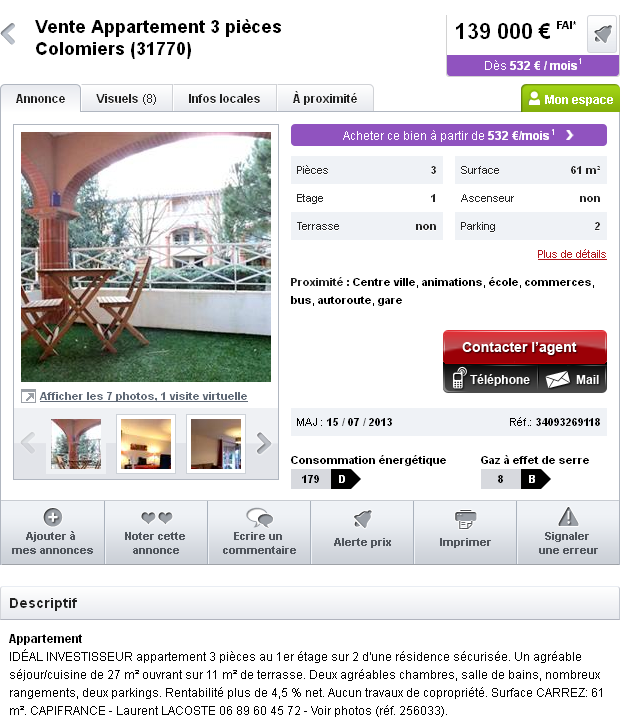 Vente Appartement 3 pièces
Colomiers (31770)
139 000 € FAI*
Dès 532 € / mois¹
Annonce
Visuels (8)
Infos locales
À proximité
Mon espace
Acheter ce bien à partir de 532 €/mois¹
Pièces 3
Surface 61 m²
Etage 1
Ascenseur non
Terrasse non
Parking 2
Plus de détails
Proximité : Centre ville, animations, école, commerces,
bus, autoroute, gare
Contacter l'agent
Téléphone
Mail
Afficher les 7 photos, 1 visite virtuelle
MAJ : 15 / 07 / 2013
Réf.: 34093269118
Consommation énergétique
179 D
Gaz à effet de serre
8 B
Ajouter à
mes annonces
Noter cette
annonce
Ecrire un
commentaire
Alerte prix
Imprimer
Signaler
une erreur
Descriptif
Appartement
IDÉAL INVESTISSEUR appartement 3 pièces au 1er étage sur 2 d'une résidence sécurisée. Un agréable
séjour/cuisine de 27 m² ouvrant sur 11 m² de terrasse. Deux agréables chambres, salle de bains, nombreux
rangements, deux parkings. Rentabilité plus de 4,5 % net. Aucun travaux de copropriété. Surface CARREZ: 61
m². CAPIFRANCE - Laurent LACOSTE 06 89 60 45 72 - Voir photos (réf. 256033).